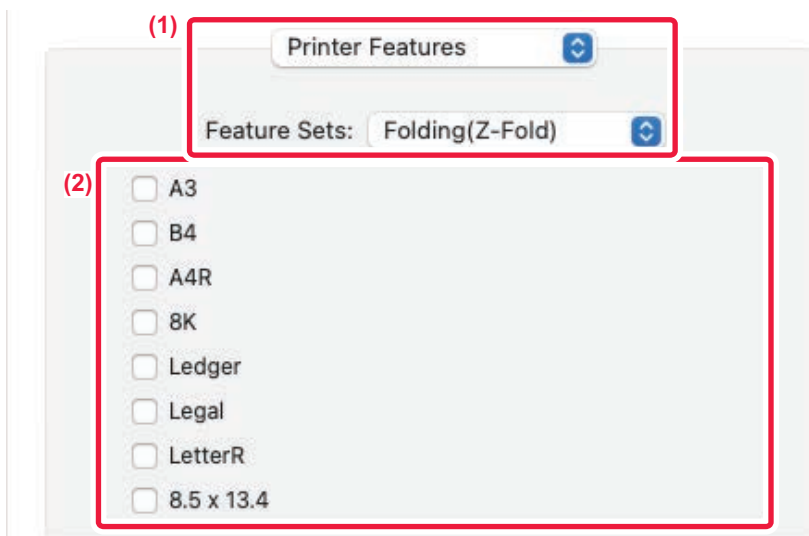 (1)
Printer Features
Feature Sets: Folding(Z-Fold)
(2)
A3
B4
A4R
8K
Ledger
Legal
LetterR
8.5 x 13.4